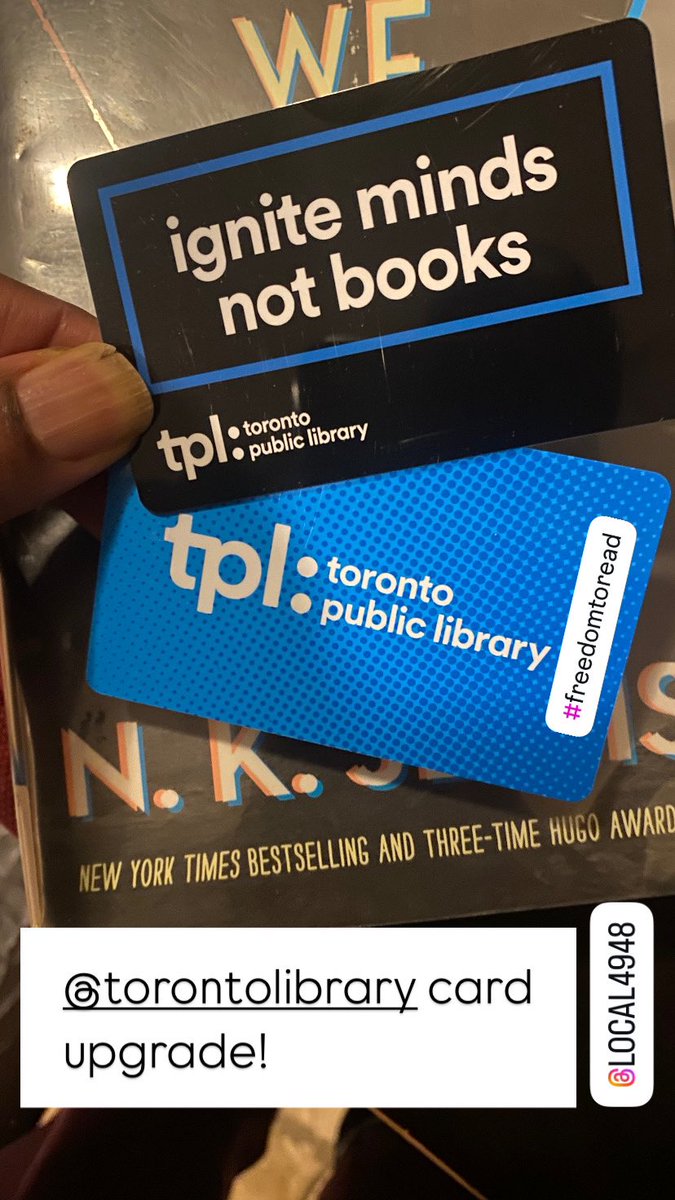 WE
ignite minds
not books
tpl: toronto
public library
tpl: toronto
public library
#freedomtoread
N. K.
NEW YORK TIMES BESTSELLING AND THREE-TIME HUGO AWARD
@torontolibrary card
upgrade!
@LOCAL4948